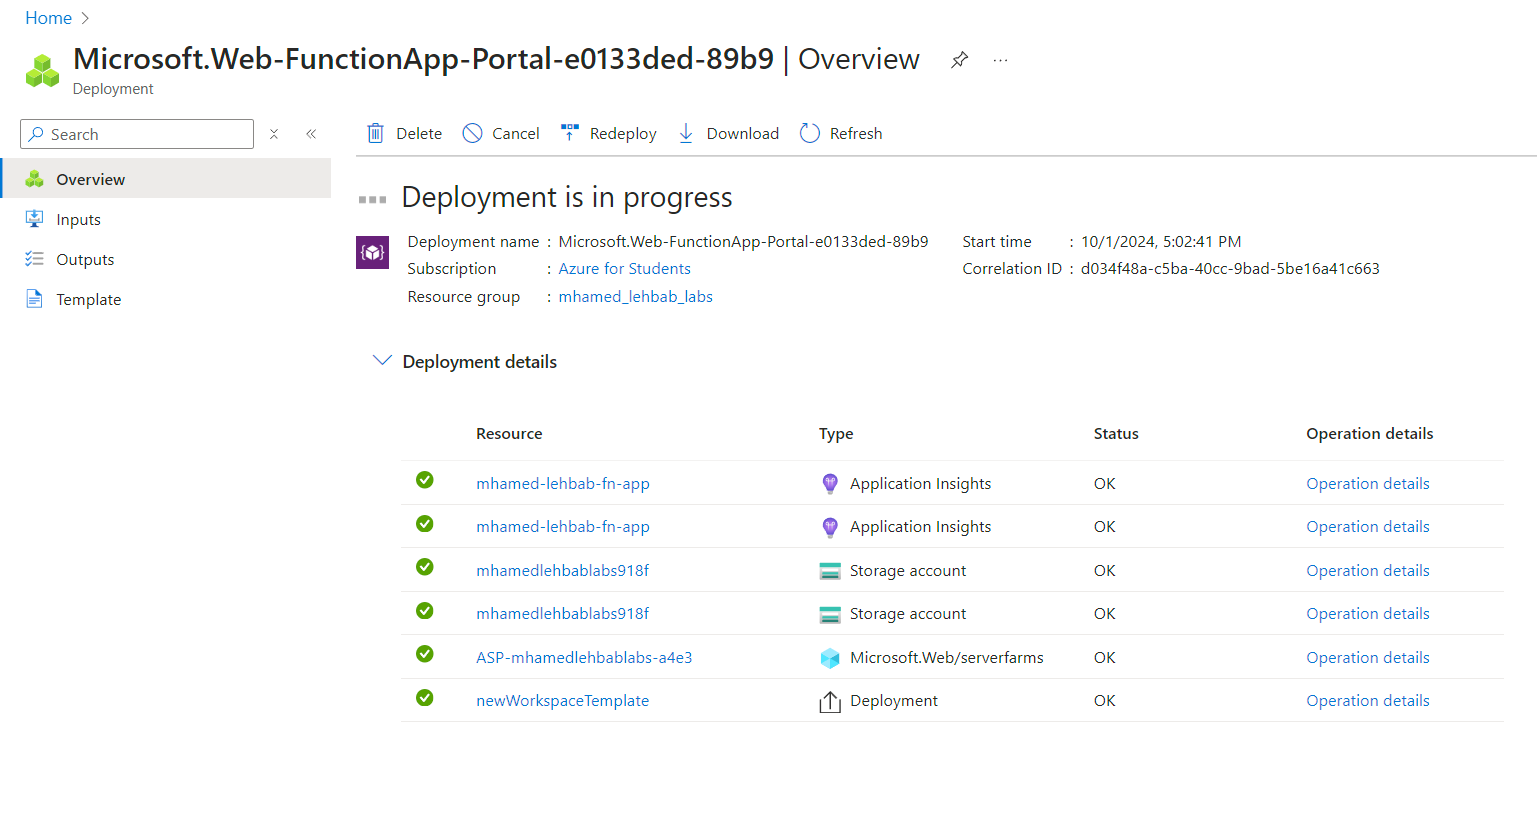 Home
Microsoft.Web-FunctionApp-Portal-e0133ded-89b9 | Overview
Deployment
Search
Delete Cancel Redeploy Download Refresh
Overview
Inputs
Outputs
Template
Deployment is in progress
Deployment name : Microsoft.Web-FunctionApp-Portal-e0133ded-89b9 Start time : 10/1/2024, 5:02:41 PM
Subscription : Azure for Students Correlation ID : d034f48a-c5ba-40cc-9bad-5be16a41c663
Resource group : mhamed_lehbab_labs
Deployment details
Resource Type Status Operation details
mhamed-lehbab-fn-app Application Insights OK Operation details
mhamed-lehbab-fn-app Application Insights OK Operation details
mhamedlehbablabs918f Storage account OK Operation details
mhamedlehbablabs918f Storage account OK Operation details
ASP-mhamedlehbablabs-a4e3 Microsoft.Web/serverfarms OK Operation details
newWorkspaceTemplate Deployment OK Operation details